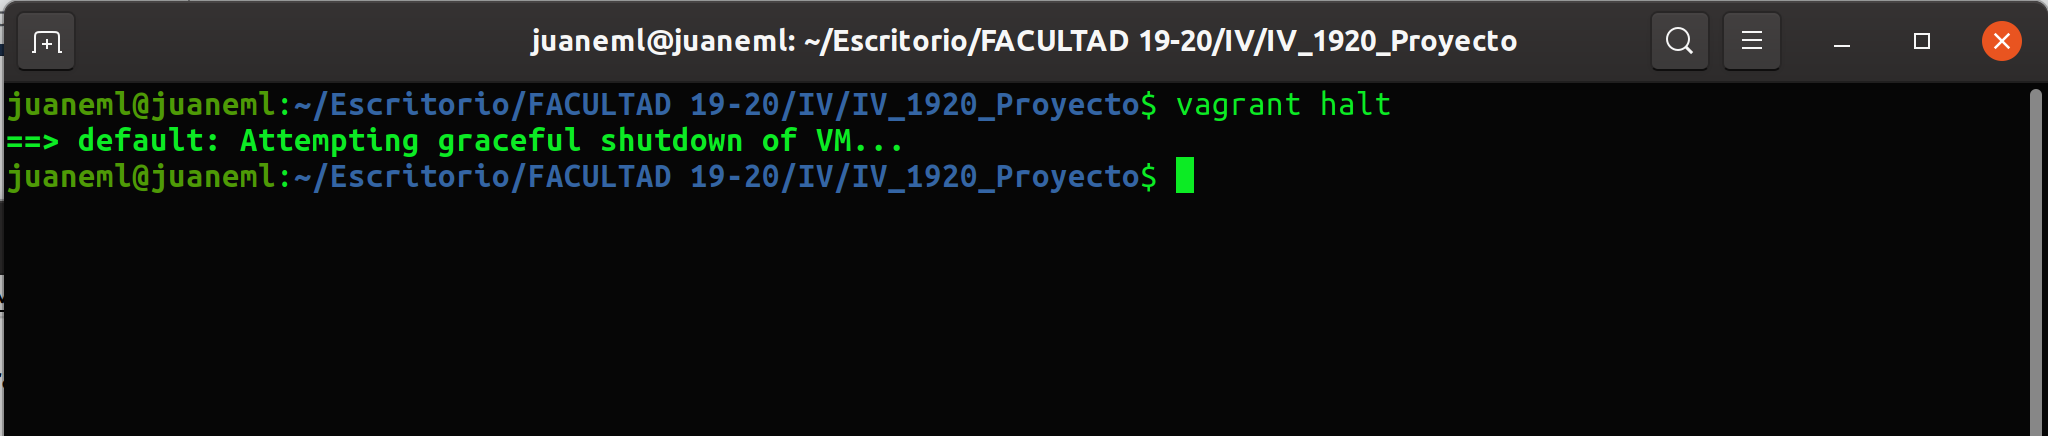 juaneml@juaneml: ~/Escritorio/FACULTAD 19-20/IV/IV_1920_Proyecto
juaneml@juaneml:~/Escritorio/FACULTAD 19-20/IV/IV_1920_Proyecto$ vagrant halt
==> default: Attempting graceful shutdown of VM...
juaneml@juaneml:~/Escritorio/FACULTAD 19-20/IV/IV_1920_Proyecto$